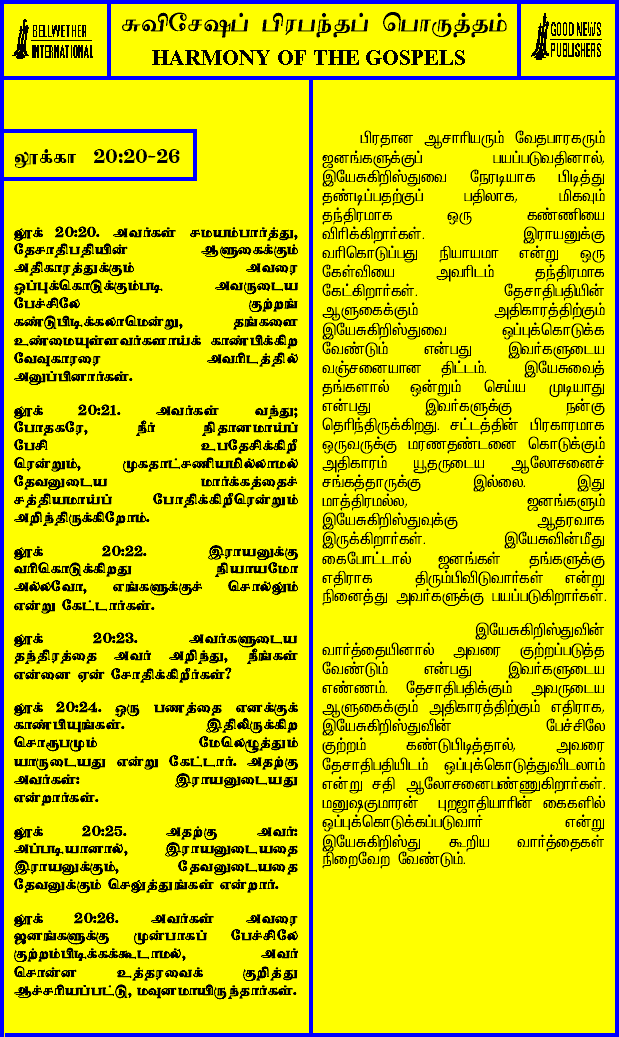 BELLWETHER
INTERNATIONAL
சுவிசேஷப் பிரபந்தப் பொருத்தம்
HARMONY OF THE GOSPELS
GOOD NEWS
PUBLISHERS
லூக்கா 20:20-26
லூக் 20:20. அவர்கள் சமயம்பார்த்து,
தேசாதிபதியின் ஆளுகைக்கும்
அதிகாரத்துக்கும் அவரை
ஒப்புக்கொடுக்கும்படி அவருடைய
பேச்சிலே குற்றங்
கண்டுபிடிக்கலாமென்று, தங்களை
உண்மையுள்ளவர்களாய்க் காண்பிக்கிற
வேவுகாரரை அவரிடத்தில்
அனுப்பினார்கள்.
லூக் 20:21. அவர்கள் வந்து;
போதகரே, நீர் நிதானமாய்ப்
பேசி உபதேசிக்கிறீ
ரென்றும், முகதாட்சணியமில்லாமல்
தேவனுடைய மார்க்கத்தைச்
சத்தியமாய்ப் போதிக்கிறீரென்றும்
அறிந்திருக்கிறோம்.
லூக் 20:22. இராயனுக்கு
வரிகொடுக்கிறது நியாயமோ
அல்லவோ, எங்களுக்குச் சொல்லும்
என்று கேட்டார்கள்.
லூக் 20:23. அவர்களுடைய
தந்திரத்தை அவர் அறிந்து, நீங்கள்
என்னை ஏன் சோதிக்கிறீர்கள்?
லூக் 20:24. ஒரு பணத்தை எனக்குக்
காண்பியுங்கள். இதிலிருக்கிற
சொரூபமும் மேலெழுத்தும்
யாருடையது என்று கேட்டார். அதற்கு
அவர்கள்: இராயனுடையது
என்றார்கள்.
லூக் 20:25. அதற்கு அவர்:
அப்படியானால், இராயனுடையதை
இராயனுக்கும், தேவனுடையதை
தேவனுக்கும் செலுத்துங்கள் என்றார்.
லூக் 20:26. அவர்கள் அவரை
ஜனங்களுக்கு முன்பாகப் பேச்சிலே
குற்றம்பிடிக்கக்கூடாமல், அவர்
சொன்ன உத்தரவைக் குறித்து
ஆச்சரியப்பட்டு, மவுனமாயிருந்தார்கள்.
பிரதான ஆசாரியரும் வேதபாரகரும்
ஜனங்களுக்குப் பயப்படுவதினால்,
இயேசுகிறிஸ்துவை நேரடியாக பிடித்து
தண்டிப்பதற்குப் பதிலாக, மிகவும்
தந்திரமாக ஒரு கண்ணியை
விரிக்கிறார்கள். இராயனுக்கு
வரிகொடுப்பது நியாயமா என்று ஒரு
கேள்வியை அவரிடம் தந்திரமாக
கேட்கிறார்கள். தேசாதிபதியின்
ஆளுகைக்கும் அதிகாரத்திற்கும்
இயேசுகிறிஸ்துவை ஒப்புக்கொடுக்க
வேண்டும் என்பது இவர்களுடைய
வஞ்சனையான திட்டம். இயேசுவைத்
தங்களால் ஒன்றும் செய்ய முடியாது
என்பது இவர்களுக்கு நன்கு
தெரிந்திருக்கிறது. சட்டத்தின் பிரகாரமாக
ஒருவருக்கு மரணதண்டனை கொடுக்கும்
அதிகாரம் யூதருடைய ஆலோசனைச்
சங்கத்தாருக்கு இல்லை. இது
மாத்திரமல்ல, ஜனங்களும்
இயேசுகிறிஸ்துவுக்கு ஆதரவாக
இருக்கிறார்கள். இயேசுவின்மீது
கைபோட்டால் ஜனங்கள் தங்களுக்கு
எதிராக திரும்பிவிடுவார்கள் என்று
நினைத்து அவர்களுக்கு பயப்படுகிறார்கள்.
இயேசுகிறிஸ்துவின்
வார்த்தையினால் அவரை குற்றப்படுத்த
வேண்டும் என்பது இவர்களுடைய
எண்ணம். தேசாதிபதிக்கும் அவருடைய
ஆளுகைக்கும் அதிகாரத்திற்கும் எதிராக,
இயேசுகிறிஸ்துவின் பேச்சிலே
குற்றம் கண்டுபிடித்தால், அவரை
தேசாதிபதியிடம் ஒப்புக்கொடுத்துவிடலாம்
என்று சதி ஆலோசனைபண்ணுகிறார்கள்.
மனுஷகுமாரன் புறஜாதியாரின் கைகளில்
ஒப்புக்கொடுக்கப்படுவார் என்று
இயேசுகிறிஸ்து கூறிய வார்த்தைகள்
நிறைவேற வேண்டும்.